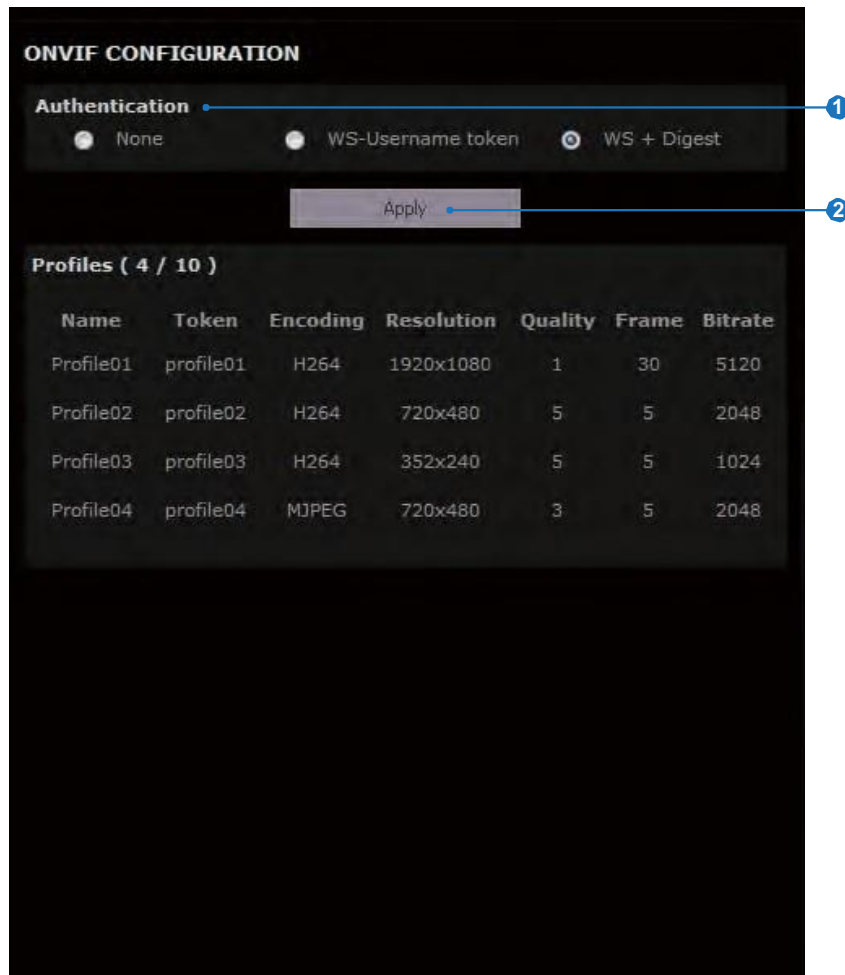 ONVIF CONFIGURATION
Authentication
1
None WS-Username token WS + Digest
Apply
2
Profiles ( 4 / 10 )
Name Token Encoding Resolution Quality Frame Bitrate
Profile01 profile01 H264 1920x1080 1 30 5120
Profile02 profile02 H264 720x480 5 5 2048
Profile03 profile03 H264 352x240 5 5 1024
Profile04 profile04 MJPEG 720x480 3 5 2048